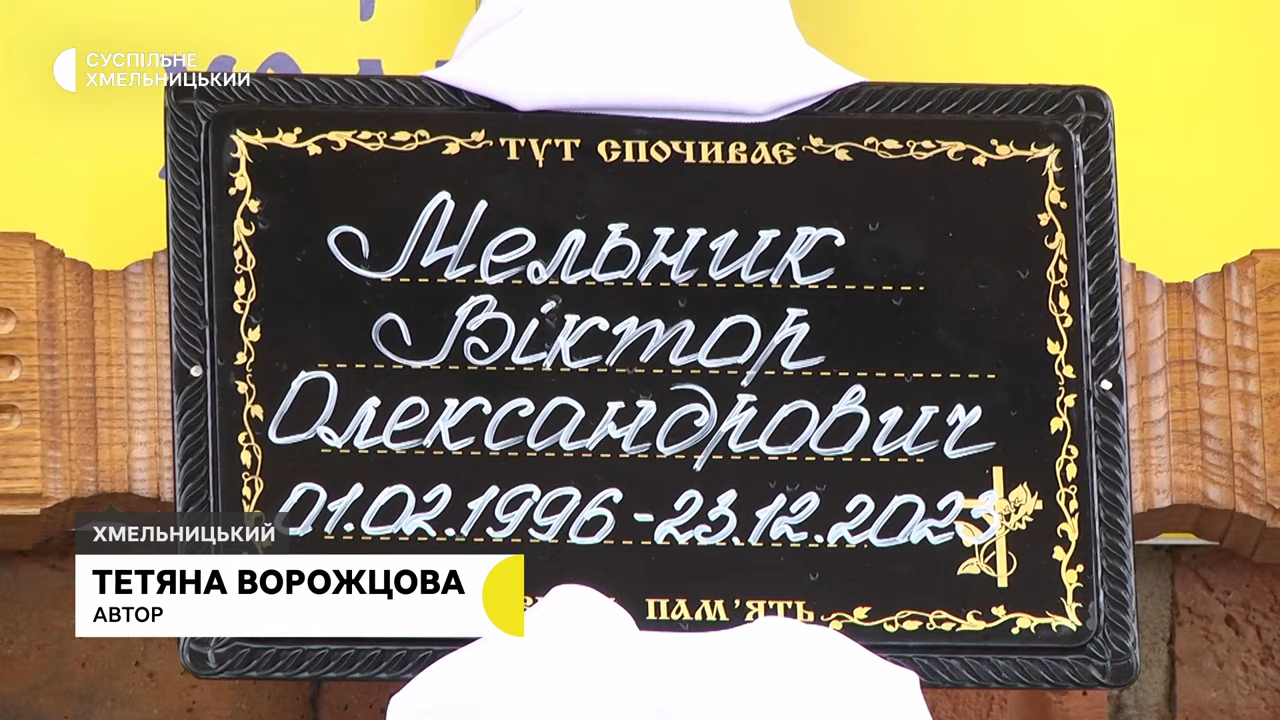 СУСПІЛЬНЕ
ХМЕЛЬНИЦЬКИЙ
ТУТ СПОЧИВАЄ
Мельник
Віктор
Олександрович
01.02.1996-23.12.2023
ХМЕЛЬНИЦЬКИЙ
ТЕТЯНА ВОРОЖЦОВА
АВТОР
ПАМ'ЯТЬ